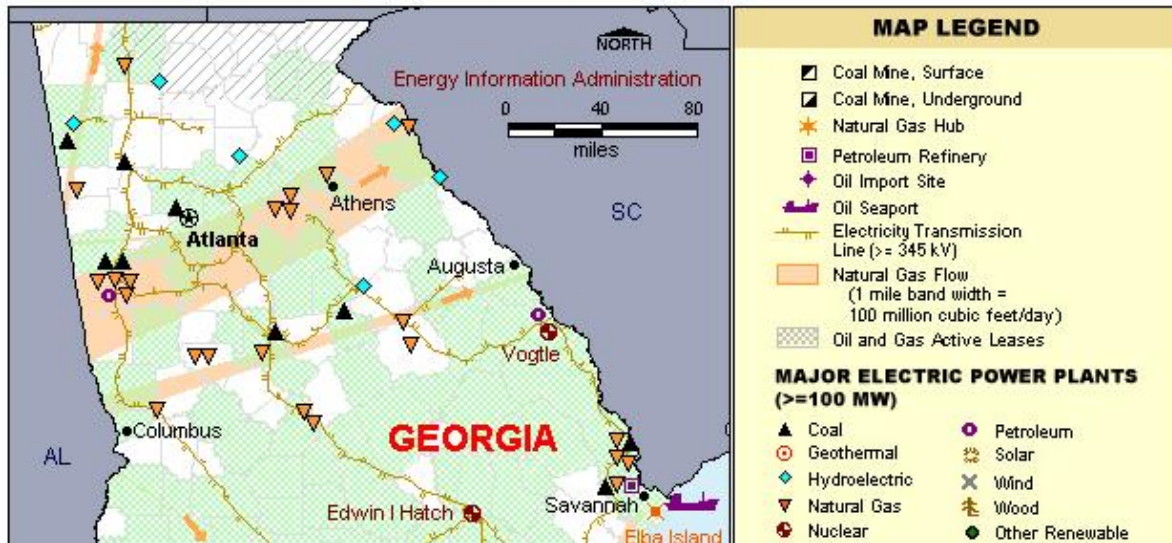 NORTH
Energy Information Administration
0 40 80
miles
SC
Athens
Atlanta
Augusta
Vogtle
Columbus
GEORGIA
AL
Savannah
Edwin I Hatch
Elba Island
MAP LEGEND
Coal Mine, Surface
Coal Mine, Underground
Natural Gas Hub
Petroleum Refinery
Oil Import Site
Oil Seaport
Electricity Transmission
Line (>= 345 kV)
Natural Gas Flow
(1 mile band width =
100 million cubic feet/day)
Oil and Gas Active Leases
MAJOR ELECTRIC POWER PLANTS
(>=100 MW)
Coal
Petroleum
Geothermal
Solar
Hydroelectric
Wind
Natural Gas
Wood
Nuclear
Other Renewable